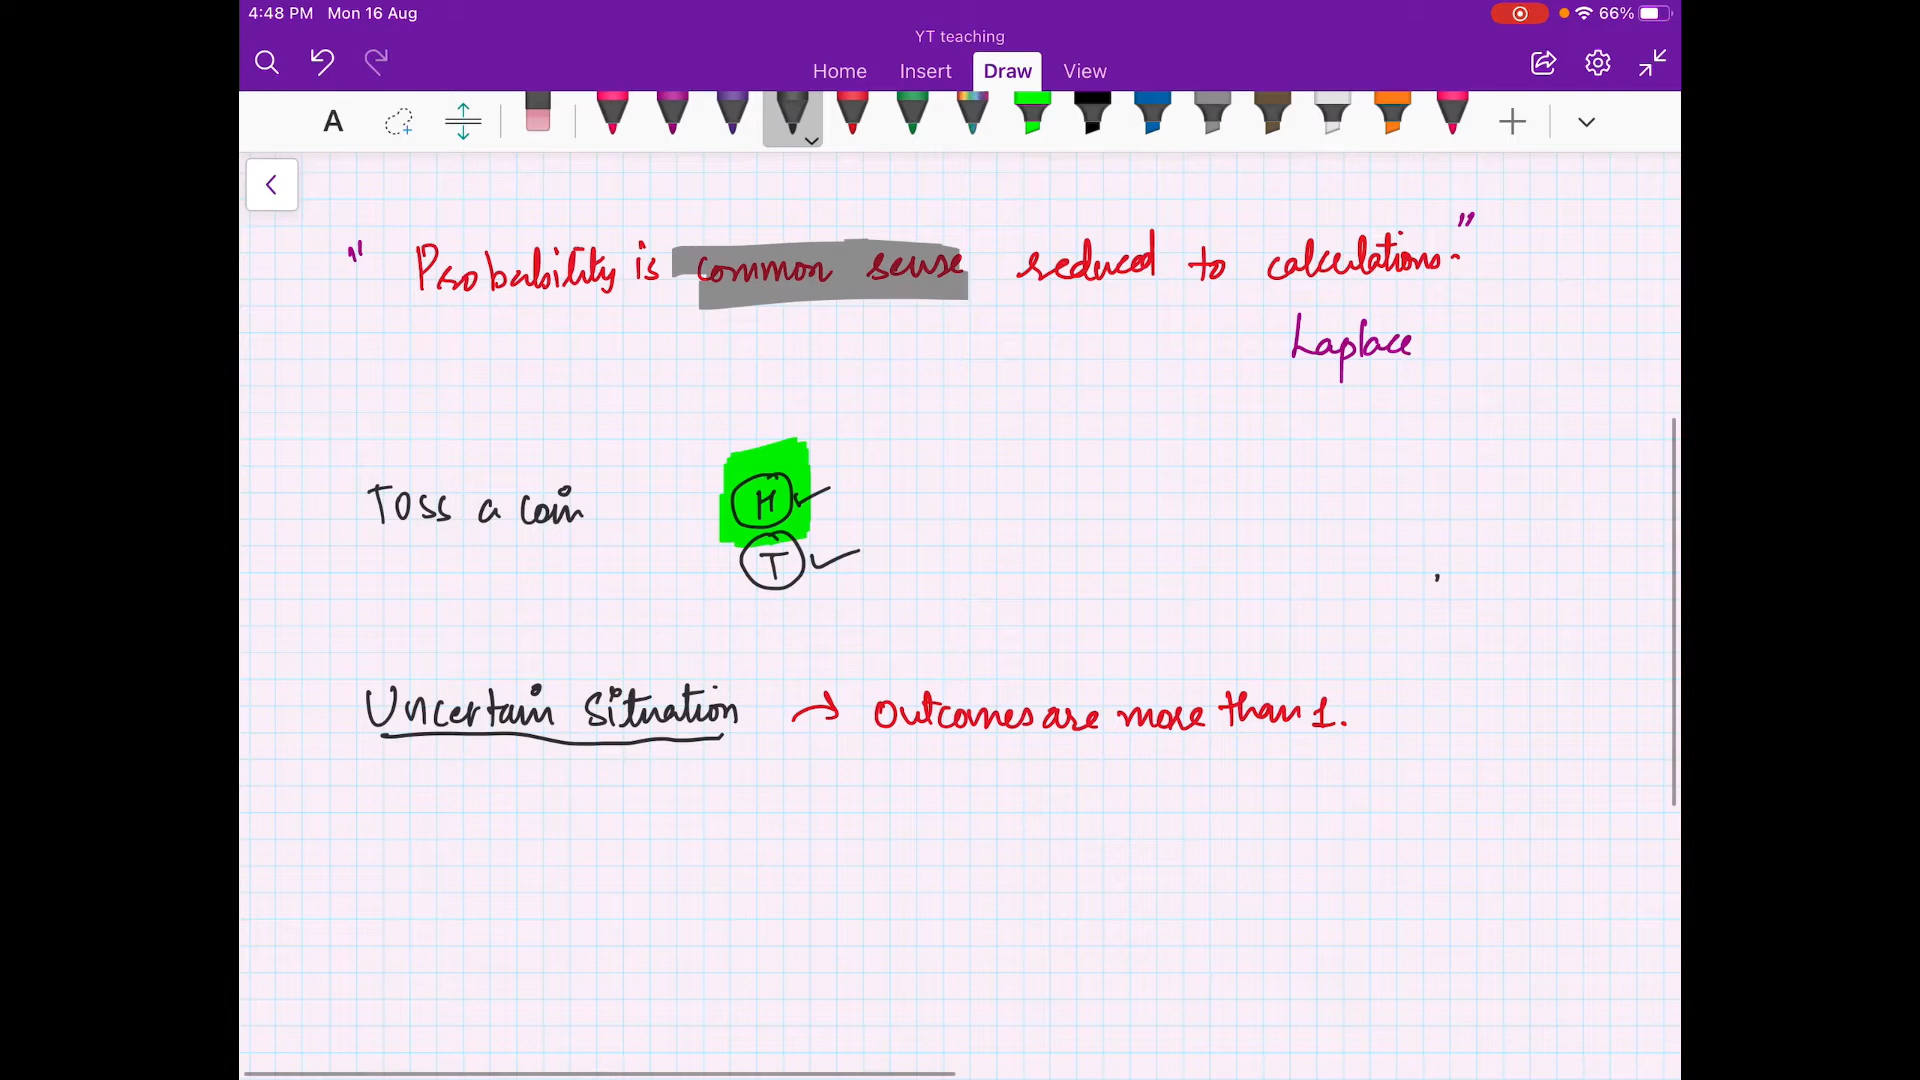 4:48 PM Mon 16 Aug
66%
YT teaching
Home Insert Draw View
A
" Probability is common sense reduced to calculations."
Laplace
Toss a coin
H
T
Uncertain Situation → Outcomes are more than 1.